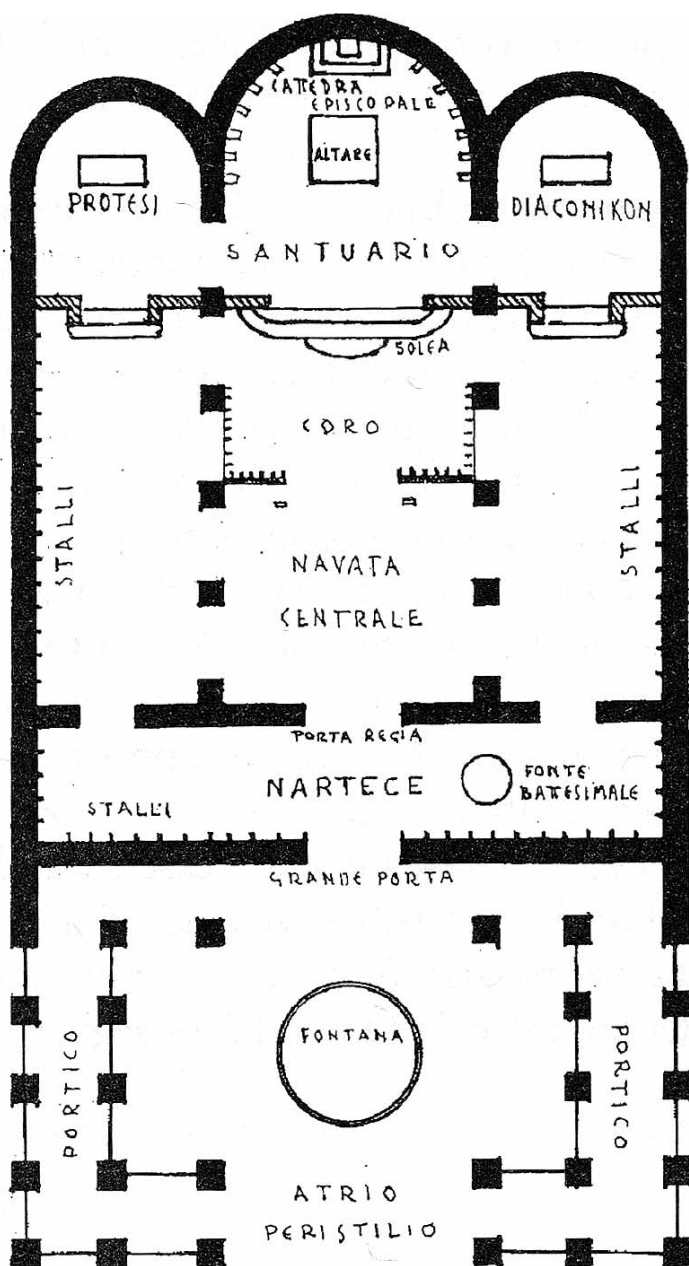 CATTEDRA
EPISCOPALE
ALTARE
PROTESI
DIACONIKON
SANTUARIO
SOLEA
CORO
STALLI
STALLI
NAVATA
CENTRALE
PORTA REGIA
NARTECE
FONTE
BATTESIMALE
STALLI
GRANDE PORTA
FONTANA
PORTICO
PORTICO
ATRIO
PERISTILIO